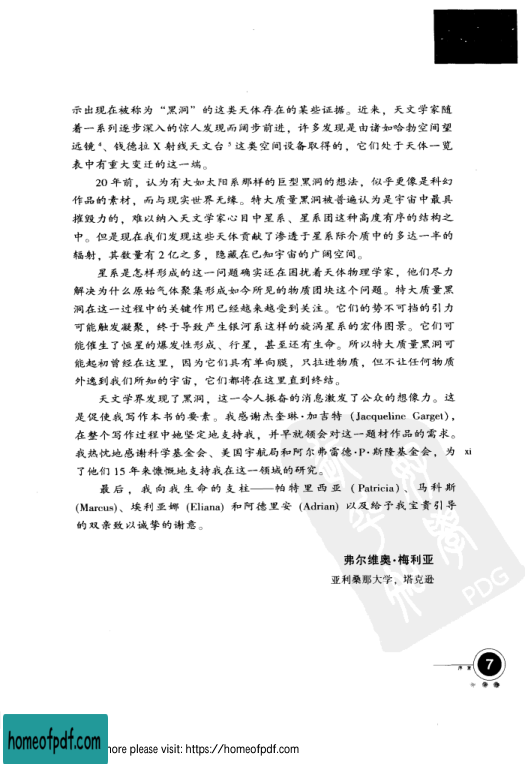 示出现在被称为“黑洞”的这类天体存在的某些证据。近来，天文学家随
着一系列逐步深入的惊人发现而阔步前进，许多发现是由诸如哈勃空间望
远镜⁴、钱德拉 X 射线天文台⁵这类空间设备取得的，它们处于天体一览
表中有重大变迁的这一端。
20 年前，认为有大如太阳系那样的巨型黑洞的想法，似乎更像是科幻
作品的素材，而与现实世界无缘。特大质量黑洞被普遍认为是宇宙中最具
摧毁力的，难以纳入天文学家心目中星系、星系团这种高度有序的结构之
中。但是现在我们发现这些天体贡献了渗透于星系际介质中的多达一半的
辐射，其数量有 2 亿之多，隐藏在已知宇宙的广阔空间。
星系是怎样形成的这一问题确实还在困扰着天体物理学家，他们尽力
解决为什么原始气体聚集形成如今所见的物质团块这个问题。特大质量黑
洞在这一过程中的关键作用已经越来越受到关注。它们的势不可挡的引力
可能触发凝聚，终于导致产生银河系这样的旋涡星系的宏伟图景。它们可
能催生了恒星的爆发性形成、行星，甚至还有生命。所以特大质量黑洞可
能起初曾经在这里，因为它们具有单向膜，只拉进物质，但不让任何物质
外逃到我们所知的宇宙，它们都将在这里直到终结。
天文学界发现了黑洞，这一令人振奋的消息激发了公众的想像力。这
是促使我写作本书的要素。我感谢杰奎琳·加吉特 (Jacqueline Garget)，
在整个写作过程中她坚定地支持我，并早就领会对这一题材作品的需求。
我热忱地感谢科学基金会、美国宇航局和阿尔弗雷德·P·斯隆基金会，为 xi
了他们 15 年来慷慨地支持我在这一领域的研究。
最后，我向我生命的支柱——帕特里西亚 (Patricia)、马科斯
(Marcus)、埃利亚娜 (Eliana) 和阿德里安 (Adrian) 以及给予我宝贵引导
的双亲致以诚挚的谢意。
弗尔维奥·梅利亚
亚利桑那大学，塔克逊
PDG
7
homeofpdf.com
more please visit: https://homeofpdf.com